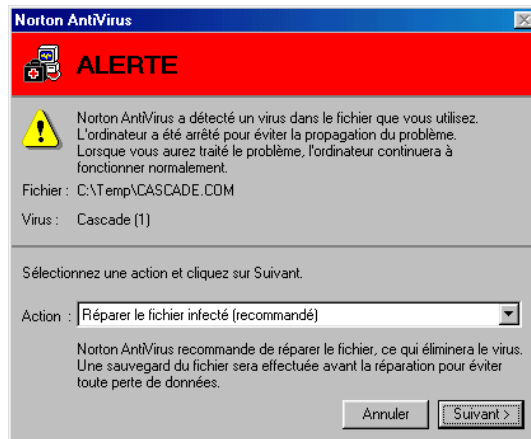 Norton AntiVirus
ALERTE
Norton AntiVirus a détecté un virus dans le fichier que vous utilisez.
L'ordinateur a été arrêté pour éviter la propagation du problème.
Lorsque vous aurez traité le problème, l'ordinateur continuera à
fonctionner normalement.
Fichier : C:\Temp\CASCADE.COM
Virus : Cascade (1)
Sélectionnez une action et cliquez sur Suivant.
Action : Réparer le fichier infecté (recommandé)
Norton AntiVirus recommande de réparer le fichier, ce qui éliminera le virus.
Une sauvegard du fichier sera effectuée avant la réparation pour éviter
toute perte de données.
Annuler Suivant >